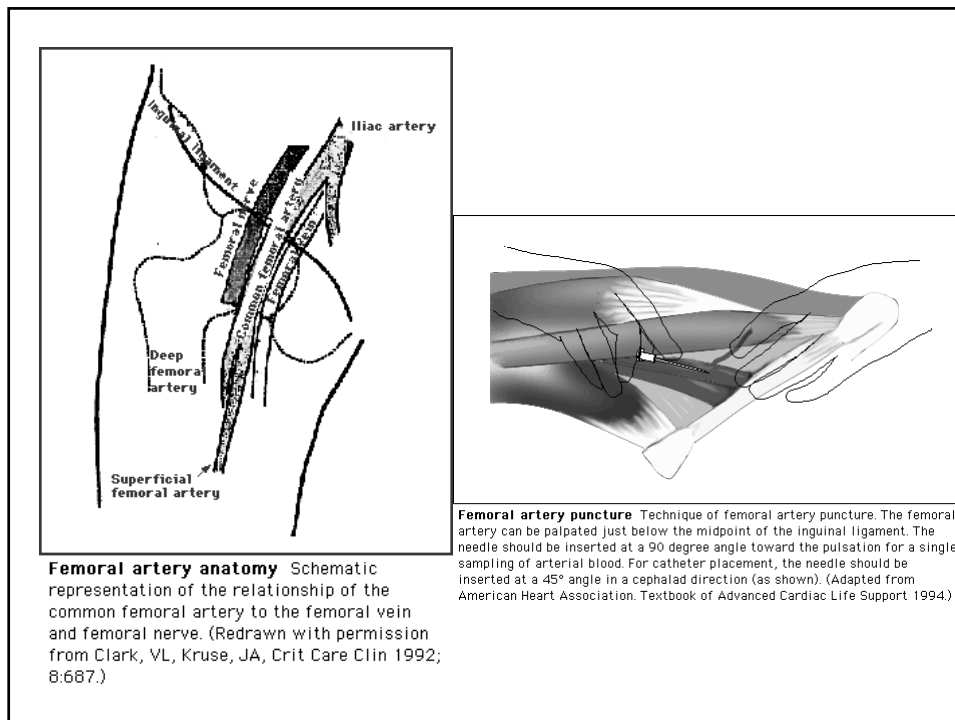 Inguinal ligament
Iliac artery
Femoral nerve
Common femoral artery
Femoral vein
Deep
femoral
artery
Superficial
femoral artery
Femoral artery anatomy Schematic
representation of the relationship of the
common femoral artery to the femoral vein
and femoral nerve. (Redrawn with permission
from Clark, VL, Kruse, JA, Crit Care Clin 1992;
8:687.)
Femoral artery puncture Technique of femoral artery puncture. The femoral
artery can be palpated just below the midpoint of the inguinal ligament. The
needle should be inserted at a 90 degree angle toward the pulsation for a single
sampling of arterial blood. For catheter placement, the needle should be
inserted at a 45° angle in a cephalad direction (as shown). (Adapted from
American Heart Association. Textbook of Advanced Cardiac Life Support 1994.)